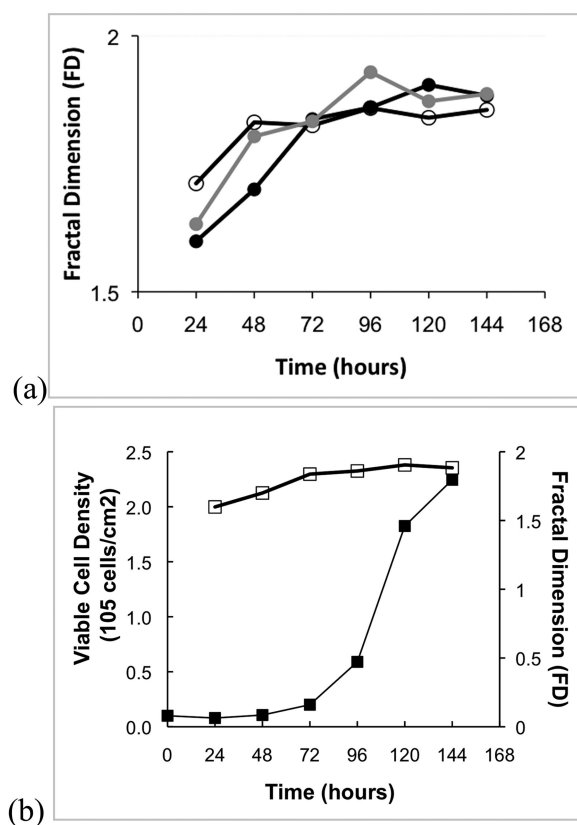 2
1.5
Fractal Dimension (FD)
0 24 48 72 96 120 144 168
Time (hours)
(a)
2.5
2.0
1.5
1.0
0.5
0.0
Viable Cell Density
(105 cells/cm2)
2
1.5
1
0.5
0
Fractal Dimension (FD)
0 24 48 72 96 120 144 168
Time (hours)
(b)